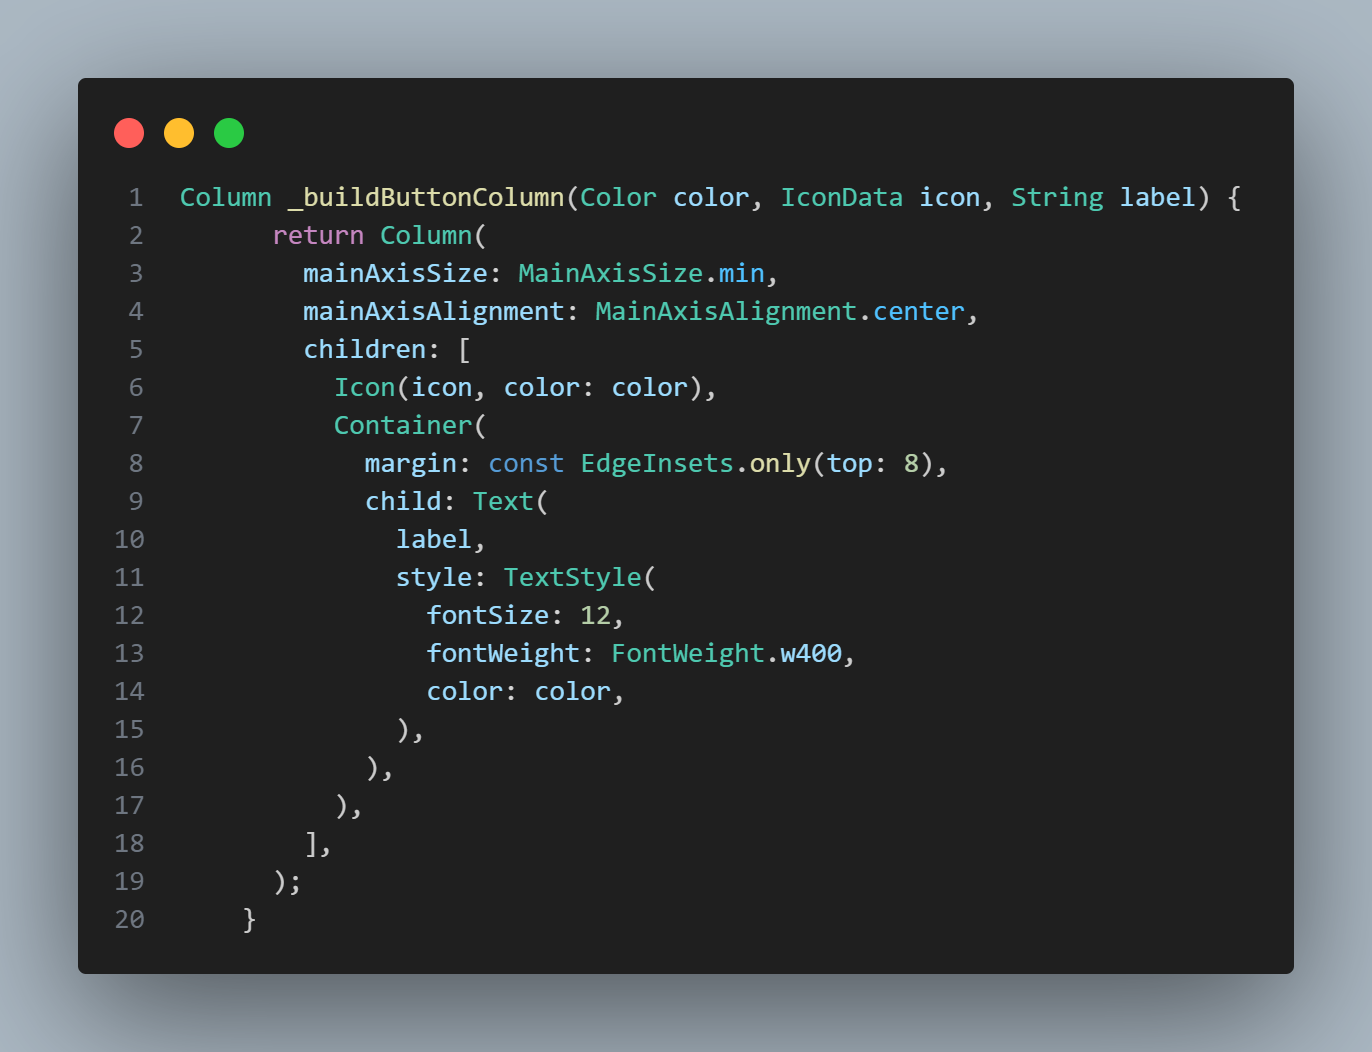 1 Column _buildButtonColumn(Color color, IconData icon, String label) {
2       return Column(
3         mainAxisSize: MainAxisSize.min,
4         mainAxisAlignment: MainAxisAlignment.center,
5         children: [
6           Icon(icon, color: color),
7           Container(
8             margin: const EdgeInsets.only(top: 8),
9             child: Text(
10               label,
11               style: TextStyle(
12                 fontSize: 12,
13                 fontWeight: FontWeight.w400,
14                 color: color,
15               ),
16             ),
17           ),
18         ],
19       );
20     }